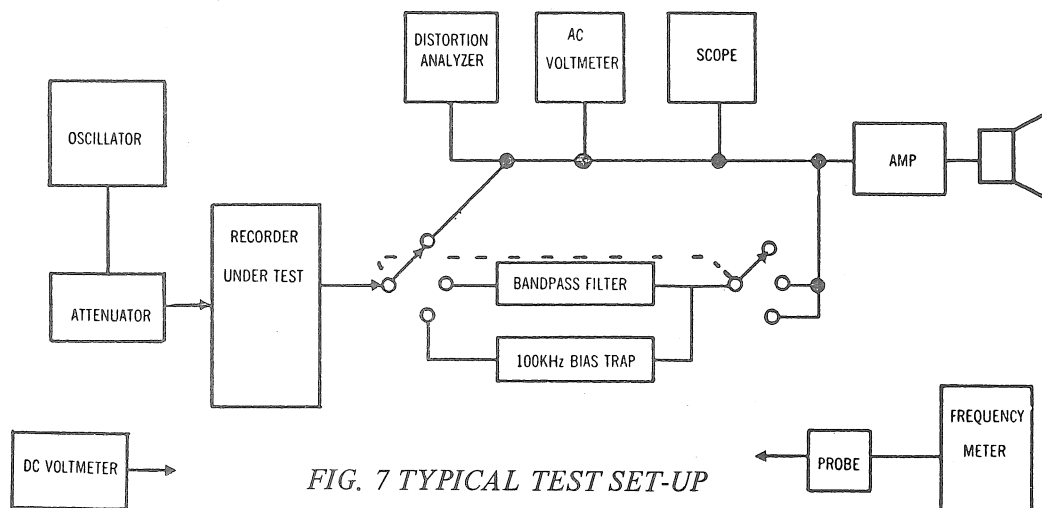 DISTORTION
ANALYZER
AC
VOLTMETER
SCOPE
OSCILLATOR
AMP
RECORDER
UNDER TEST
BANDPASS FILTER
ATTENUATOR
100KHz BIAS TRAP
FREQUENCY
METER
DC VOLTMETER
PROBE
FIG. 7 TYPICAL TEST SET-UP